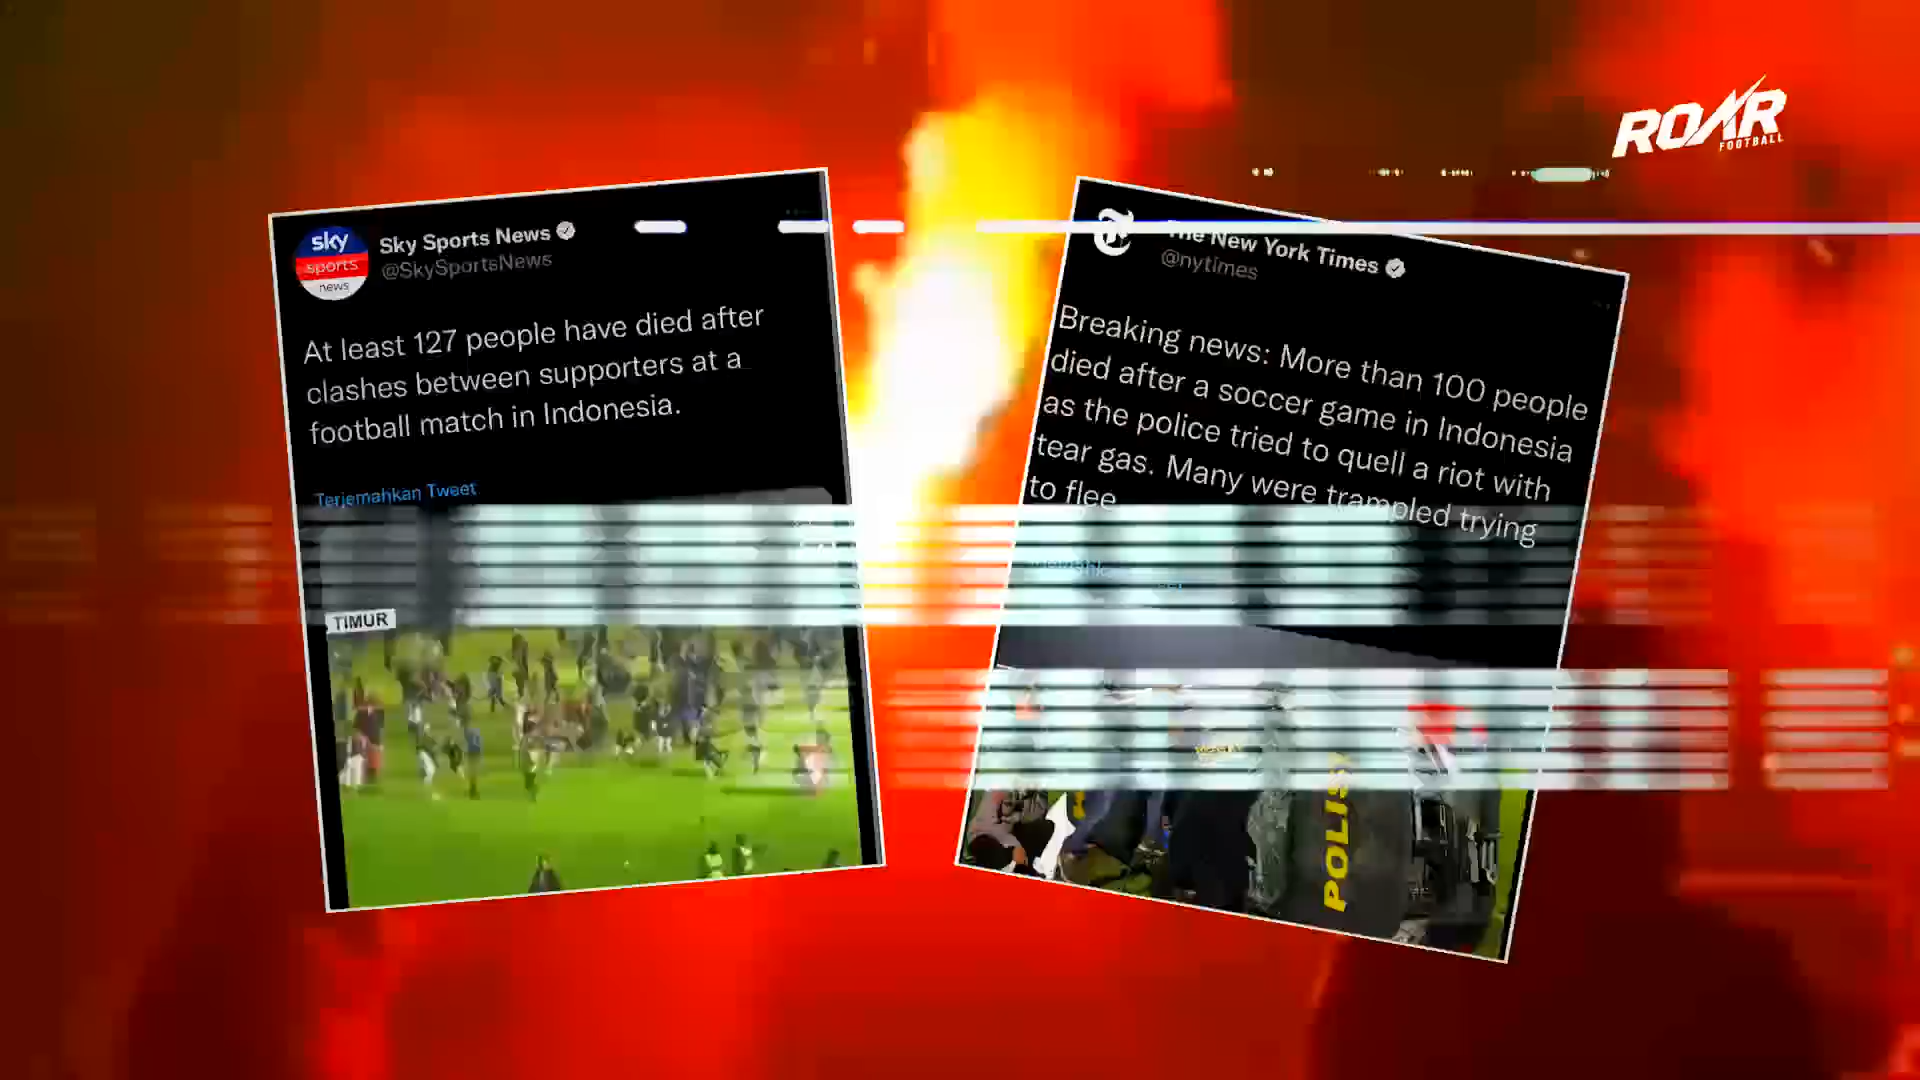 ROAR
FOOTBALL
sky
sports
news
Sky Sports News
@SkySportsNews
At least 127 people have died after
clashes between supporters at a
football match in Indonesia.
Terjemahkan Tweet
TIMUR
The New York Times
@nytimes
Breaking news: More than 100 people
died after a soccer game in Indonesia
as the police tried to quell a riot with
tear gas. Many were trampled trying
to flee
POLISI